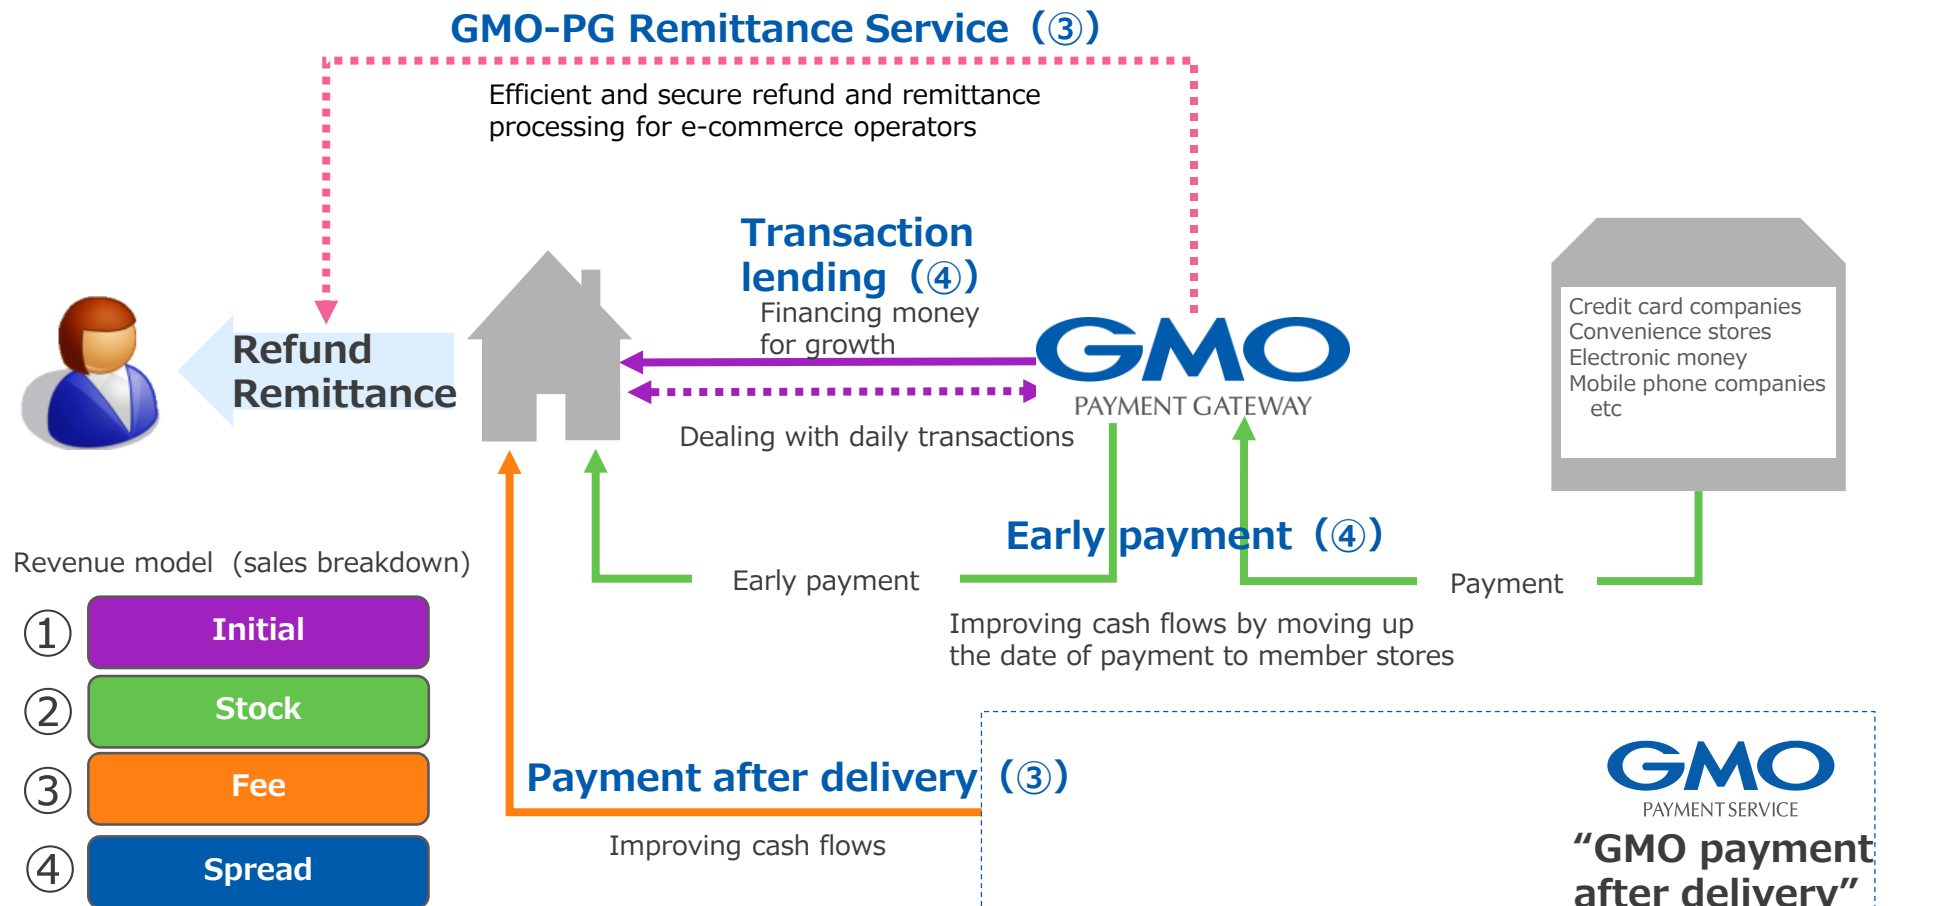 GMO-PG Remittance Service（③）
Efficient and secure refund and remittance
processing for e-commerce operators
Transaction
lending（④）
Financing money
for growth
Refund
Remittance
GMO
PAYMENT GATEWAY
Credit card companies
Convenience stores
Electronic money
Mobile phone companies
etc
Dealing with daily transactions
Early payment（④）
Revenue model (sales breakdown)
Early payment
Payment
Improving cash flows by moving up
the date of payment to member stores
① Initial
② Stock
③ Fee
④ Spread
Payment after delivery（③）
Improving cash flows
GMO
PAYMENT SERVICE
“GMO payment
after delivery”